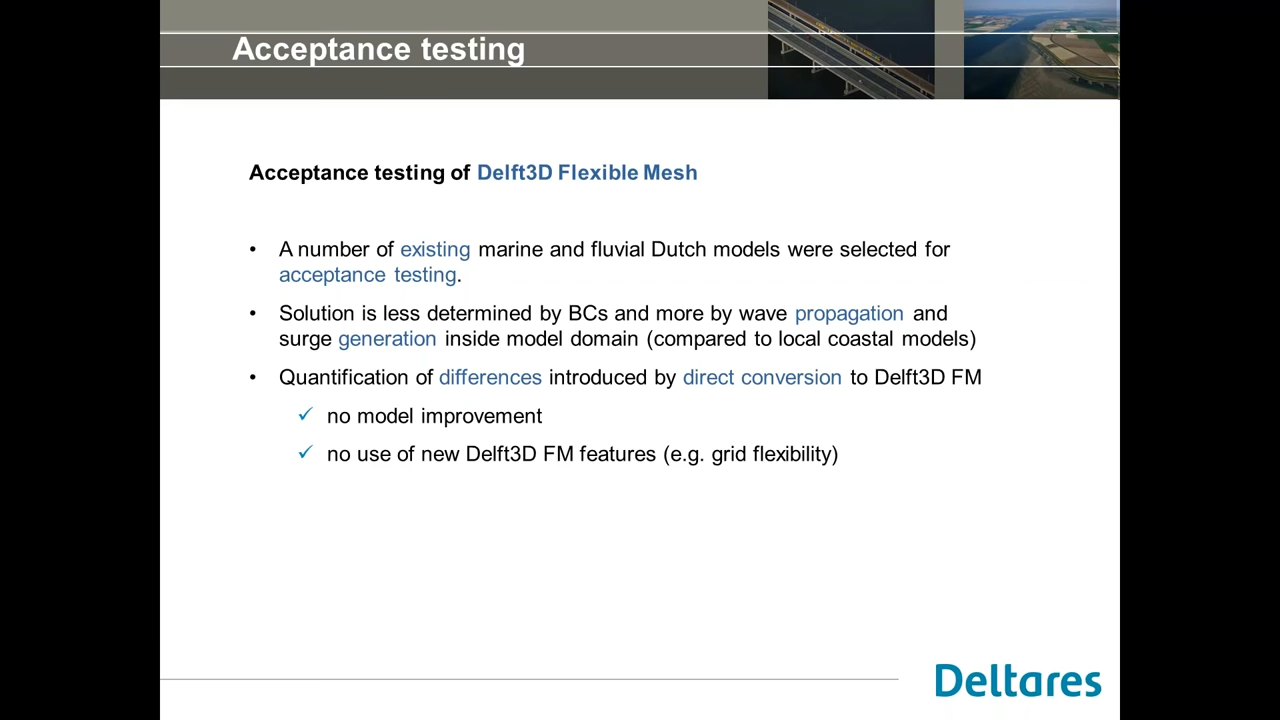 Acceptance testing
Acceptance testing of Delft3D Flexible Mesh
• A number of existing marine and fluvial Dutch models were selected for
acceptance testing.
• Solution is less determined by BCs and more by wave propagation and
surge generation inside model domain (compared to local coastal models)
• Quantification of differences introduced by direct conversion to Delft3D FM
✓ no model improvement
✓ no use of new Delft3D FM features (e.g. grid flexibility)
Deltares